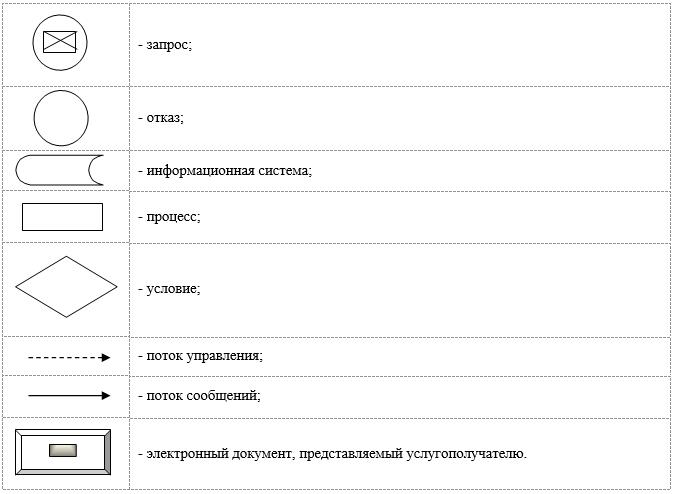 - запрос;
- отказ;
- информационная система;
- процесс;
- условие;
- поток управления;
- поток сообщений;
- электронный документ, представляемый услугополучателю.